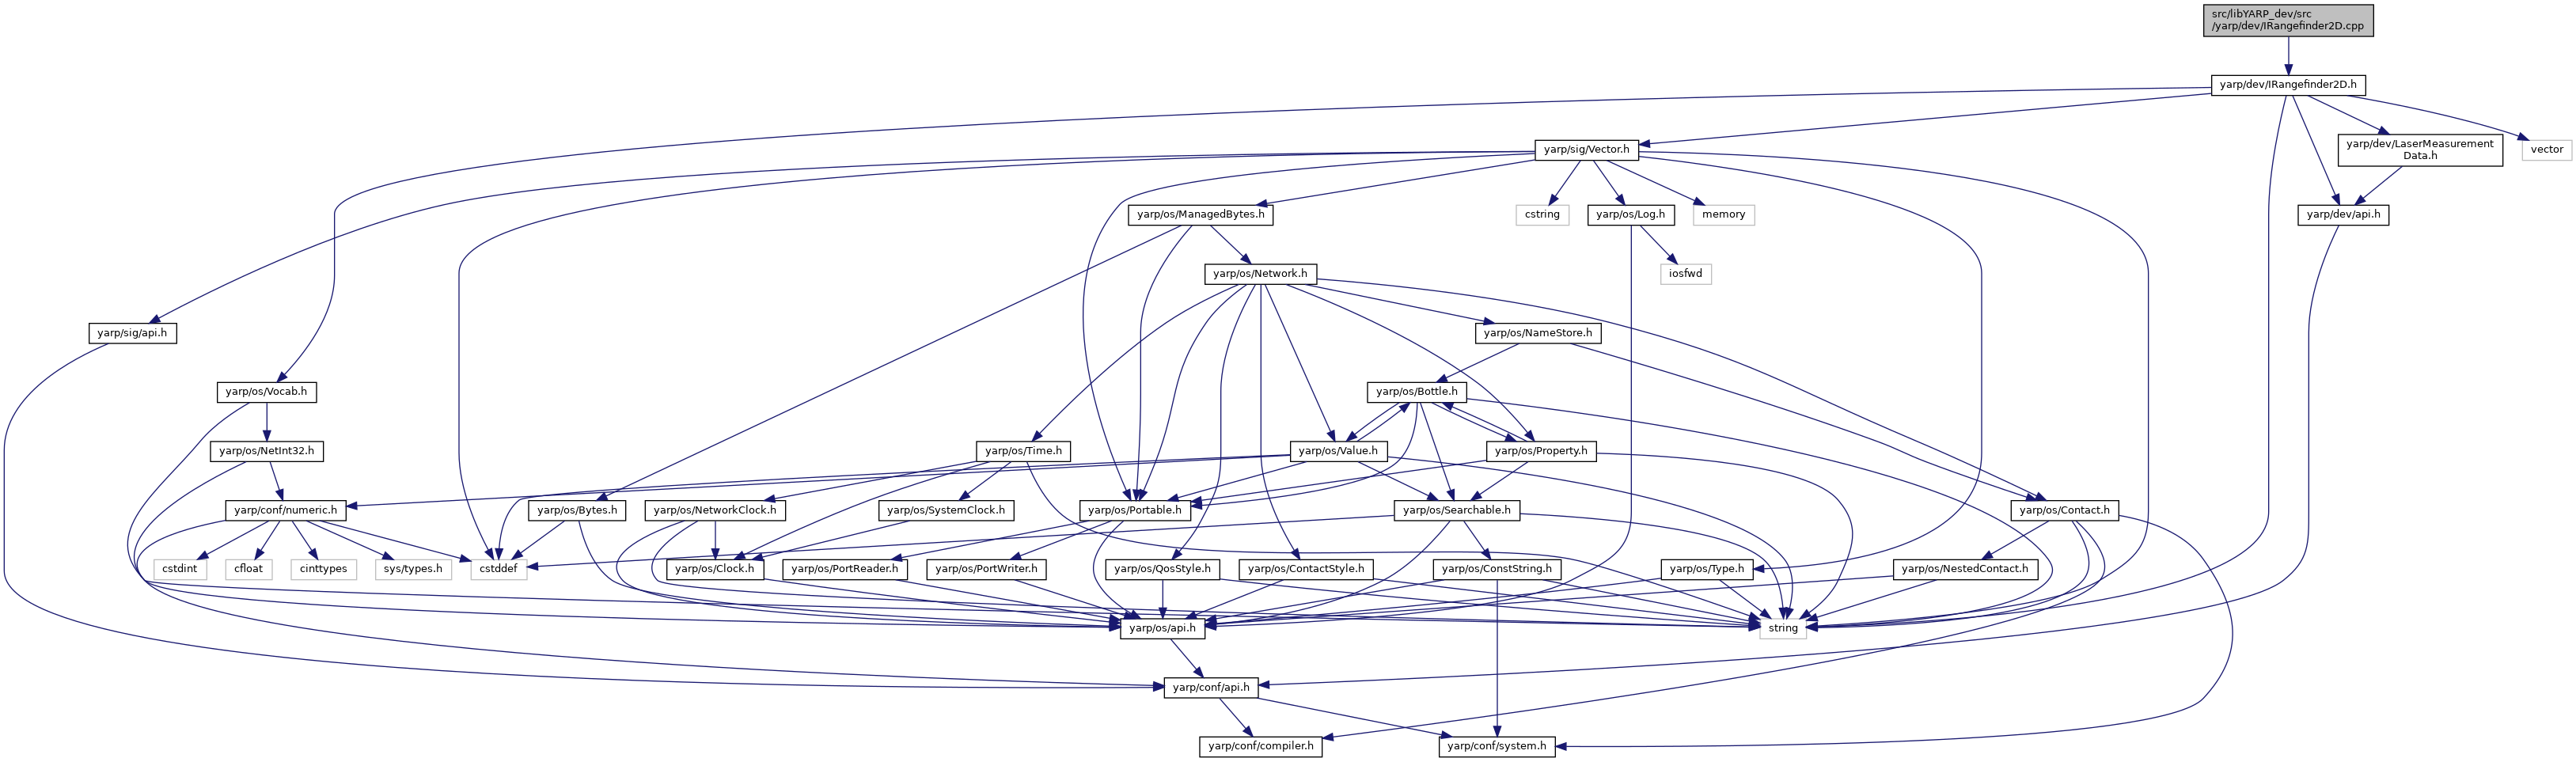 src/libYARP_dev/src
/yarp/dev/IRangefinder2D.cpp
yarp/dev/IRangefinder2D.h
yarp/sig/Vector.h
yarp/dev/LaserMeasurement
Data.h
vector
yarp/os/ManagedBytes.h
cstring
yarp/os/Log.h
memory
yarp/dev/api.h
yarp/os/Network.h
iosfwd
yarp/sig/api.h
yarp/os/NameStore.h
yarp/os/Vocab.h
yarp/os/Bottle.h
yarp/os/NetInt32.h
yarp/os/Time.h
yarp/os/Value.h
yarp/os/Property.h
yarp/conf/numeric.h
yarp/os/Bytes.h
yarp/os/NetworkClock.h
yarp/os/SystemClock.h
yarp/os/Portable.h
yarp/os/Searchable.h
yarp/os/Contact.h
cstdint
cfloat
cinttypes
sys/types.h
cstddef
yarp/os/Clock.h
yarp/os/PortReader.h
yarp/os/PortWriter.h
yarp/os/QosStyle.h
yarp/os/ContactStyle.h
yarp/os/ConstString.h
yarp/os/Type.h
yarp/os/NestedContact.h
yarp/os/api.h
string
yarp/conf/api.h
yarp/conf/compiler.h
yarp/conf/system.h